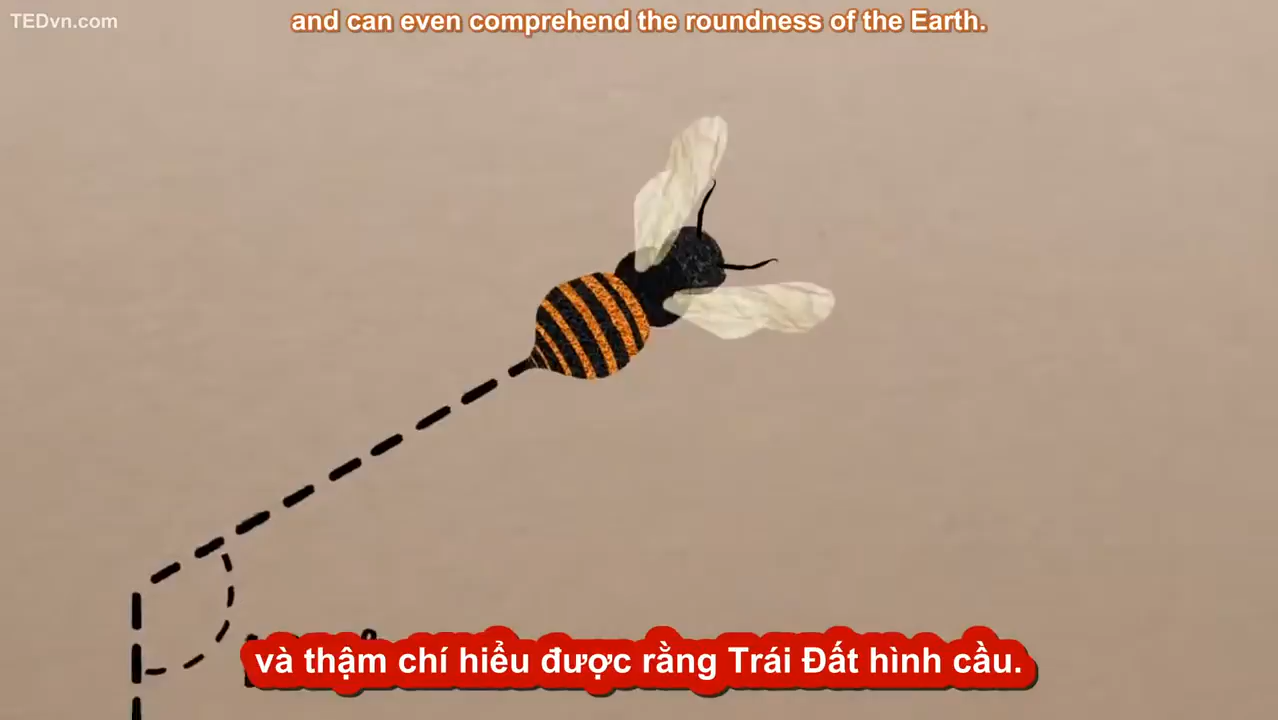 TEDvn.com
and can even comprehend the roundness of the Earth.
và thậm chí hiểu được rằng Trái Đất hình cầu.